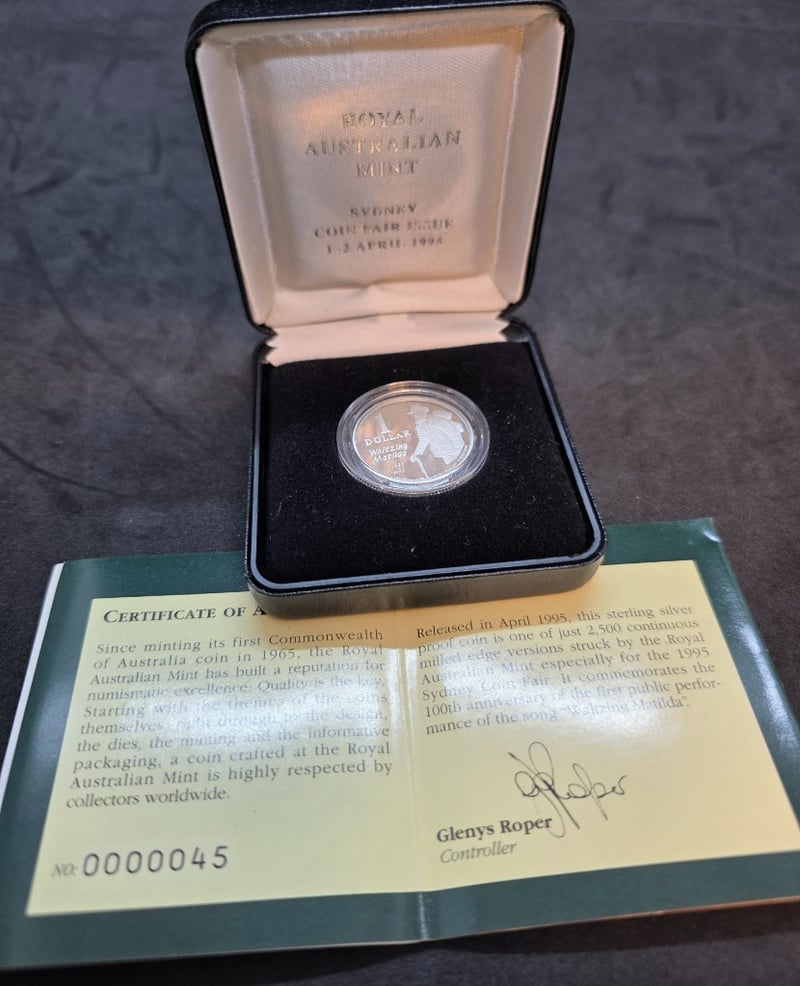 ROYAL
AUSTRALIAN
MINT
SYDNEY
COIN FAIR ISSUE
1-2 APRIL 1995
1
DOLLAR
Waltzing
Matilda
CERTIFICATE OF A
Since minting its first Commonwealth
of Australia coin in 1965, the Royal
Australian Mint has built a reputation for
numismatic excellence. Quality is the key.
Starting with the themes of the coins
themselves, right through to the design,
the dies, the minting and the informative
packaging, a coin crafted at the Royal
Australian Mint is highly respected by
collectors worldwide.
NO: 0000045
Released in April 1995, this sterling silver
proof coin is one of just 2,500 continuous
milled edge versions struck by the Royal
Australian Mint especially for the 1995
Sydney Coin Fair. It commemorates the
100th anniversary of the first public perfor-
mance of the song "Waltzing Matilda".
Glenys Roper
Controller